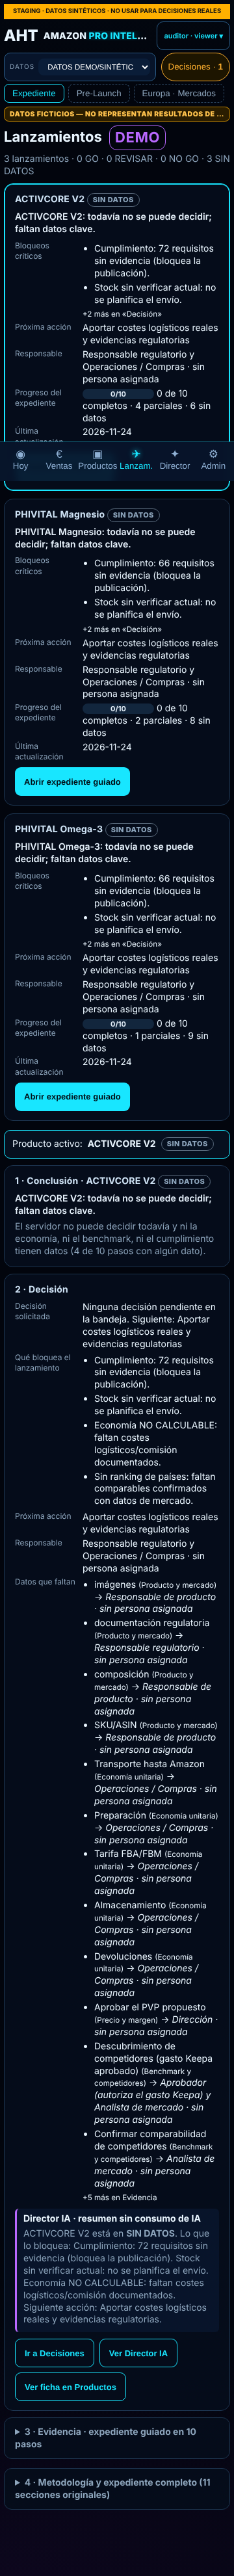 STAGING · DATOS SINTÉTICOS · NO USAR PARA DECISIONES REALES
AHT AMAZON PRO INTEL...
auditor · viewer ▾
DATOS DATOS DEMO/SINTÉTIC
Decisiones · 1
Expediente Pre-Launch Europa · Mercados
DATOS FICTICIOS — NO REPRESENTAN RESULTADOS DE ...
Lanzamientos DEMO
3 lanzamientos · 0 GO · 0 REVISAR · 0 NO GO · 3 SIN
DATOS
ACTIVCORE V2 SIN DATOS
ACTIVCORE V2: todavía no se puede decidir;
faltan datos clave.
Bloqueos
críticos
• Cumplimiento: 72 requisitos
sin evidencia (bloquea la
publicación).
• Stock sin verificar actual: no
se planifica el envío.
+2 más en «Decisión»
Próxima acción
Aportar costes logísticos reales
y evidencias regulatorias
Responsable
Responsable regulatorio y
Operaciones / Compras · sin
persona asignada
Progreso del
expediente
0/10 0 de 10
completos · 4 parciales · 6 sin
datos
Última
2026-11-24
Hoy Ventas Productos Lanzam. Director Admin
PHIVITAL Magnesio SIN DATOS
PHIVITAL Magnesio: todavía no se puede
decidir; faltan datos clave.
Bloqueos
críticos
• Cumplimiento: 66 requisitos
sin evidencia (bloquea la
publicación).
• Stock sin verificar actual: no
se planifica el envío.
+2 más en «Decisión»
Próxima acción
Aportar costes logísticos reales
y evidencias regulatorias
Responsable
Responsable regulatorio y
Operaciones / Compras · sin
persona asignada
Progreso del
expediente
0/10 0 de 10
completos · 2 parciales · 8 sin
datos
Última
actualización
2026-11-24
Abrir expediente guiado
PHIVITAL Omega-3 SIN DATOS
PHIVITAL Omega-3: todavía no se puede
decidir; faltan datos clave.
Bloqueos
críticos
• Cumplimiento: 66 requisitos
sin evidencia (bloquea la
publicación).
• Stock sin verificar actual: no
se planifica el envío.
+2 más en «Decisión»
Próxima acción
Aportar costes logísticos reales
y evidencias regulatorias
Responsable
Responsable regulatorio y
Operaciones / Compras · sin
persona asignada
Progreso del
expediente
0/10 0 de 10
completos · 1 parciales · 9 sin
datos
Última
actualización
2026-11-24
Abrir expediente guiado
Producto activo: ACTIVCORE V2 SIN DATOS
1 · Conclusión · ACTIVCORE V2 SIN DATOS
ACTIVCORE V2: todavía no se puede decidir;
faltan datos clave.
El servidor no puede decidir todavía y ni la
economía, ni el benchmark, ni el cumplimiento
tienen datos (4 de 10 pasos con algún dato).
2 · Decisión
Decisión
solicitada
Ninguna decisión pendiente en
la bandeja. Siguiente: Aportar
costes logísticos reales y
evidencias regulatorias
Qué bloquea el
lanzamiento
• Cumplimiento: 72 requisitos
sin evidencia (bloquea la
publicación).
• Stock sin verificar actual: no
se planifica el envío.
• Economía NO CALCULABLE:
faltan costes
logísticos/comisión
documentados.
• Sin ranking de países: faltan
comparables confirmados
con datos de mercado.
Próxima acción
Aportar costes logísticos reales
y evidencias regulatorias
Responsable
Responsable regulatorio y
Operaciones / Compras · sin
persona asignada
Datos que faltan
• imágenes (Producto y mercado)
→ Responsable de producto
· sin persona asignada
• documentación regulatoria
(Producto y mercado) →
Responsable regulatorio ·
sin persona asignada
• composición (Producto y
mercado) → Responsable de
producto · sin persona
asignada
• SKU/ASIN (Producto y mercado)
→ Responsable de producto
· sin persona asignada
• Transporte hasta Amazon
(Economía unitaria) →
Operaciones / Compras · sin
persona asignada
• Preparación (Economía unitaria)
→ Operaciones / Compras ·
sin persona asignada
• Tarifa FBA/FBM (Economía
unitaria) → Operaciones /
Compras · sin persona
asignada
• Almacenamiento (Economía
unitaria) → Operaciones /
Compras · sin persona
asignada
• Devoluciones (Economía
unitaria) → Operaciones /
Compras · sin persona
asignada
• Aprobar el PVP propuesto
(Precio y margen) → Dirección ·
sin persona asignada
• Descubrimiento de
competidores (gasto Keepa
aprobado) (Benchmark y
competidores) → Aprobador
(autoriza el gasto Keepa) y
Analista de mercado · sin
persona asignada
• Confirmar comparabilidad
de competidores (Benchmark
y competidores) → Analista de
mercado · sin persona
asignada
+5 más en Evidencia
Director IA · resumen sin consumo de IA
ACTIVCORE V2 está en SIN DATOS. Lo que
lo bloquea: Cumplimiento: 72 requisitos sin
evidencia (bloquea la publicación). Stock
sin verificar actual: no se planifica el envío.
Economía NO CALCULABLE: faltan costes
logísticos/comisión documentados.
Siguiente acción: Aportar costes logísticos
reales y evidencias regulatorias.
Ir a Decisiones Ver Director IA
Ver ficha en Productos
▸ 3 · Evidencia · expediente guiado en 10
pasos
▸ 4 · Metodología y expediente completo (11
secciones originales)